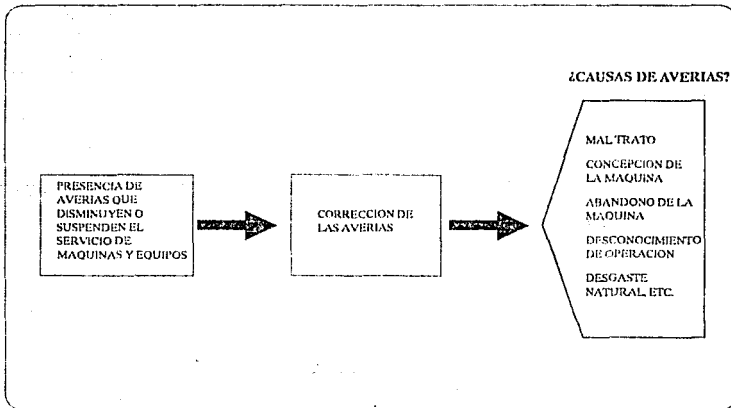 PRESENCIA DE
AVERIAS QUE
DISMINUYEN O
SUSPENDEN EL
SERVICIO DE
MAQUINAS Y EQUIPOS
CORRECCION DE
LAS AVERIAS
¿CAUSAS DE AVERIAS?
MAL TRATO
CONCEPCION DE
LA MAQUINA
ABANDONO DE LA
MAQUINA
DESCONOCIMIENTO
DE OPERACION
DESGASTE
NATURAL, ETC.